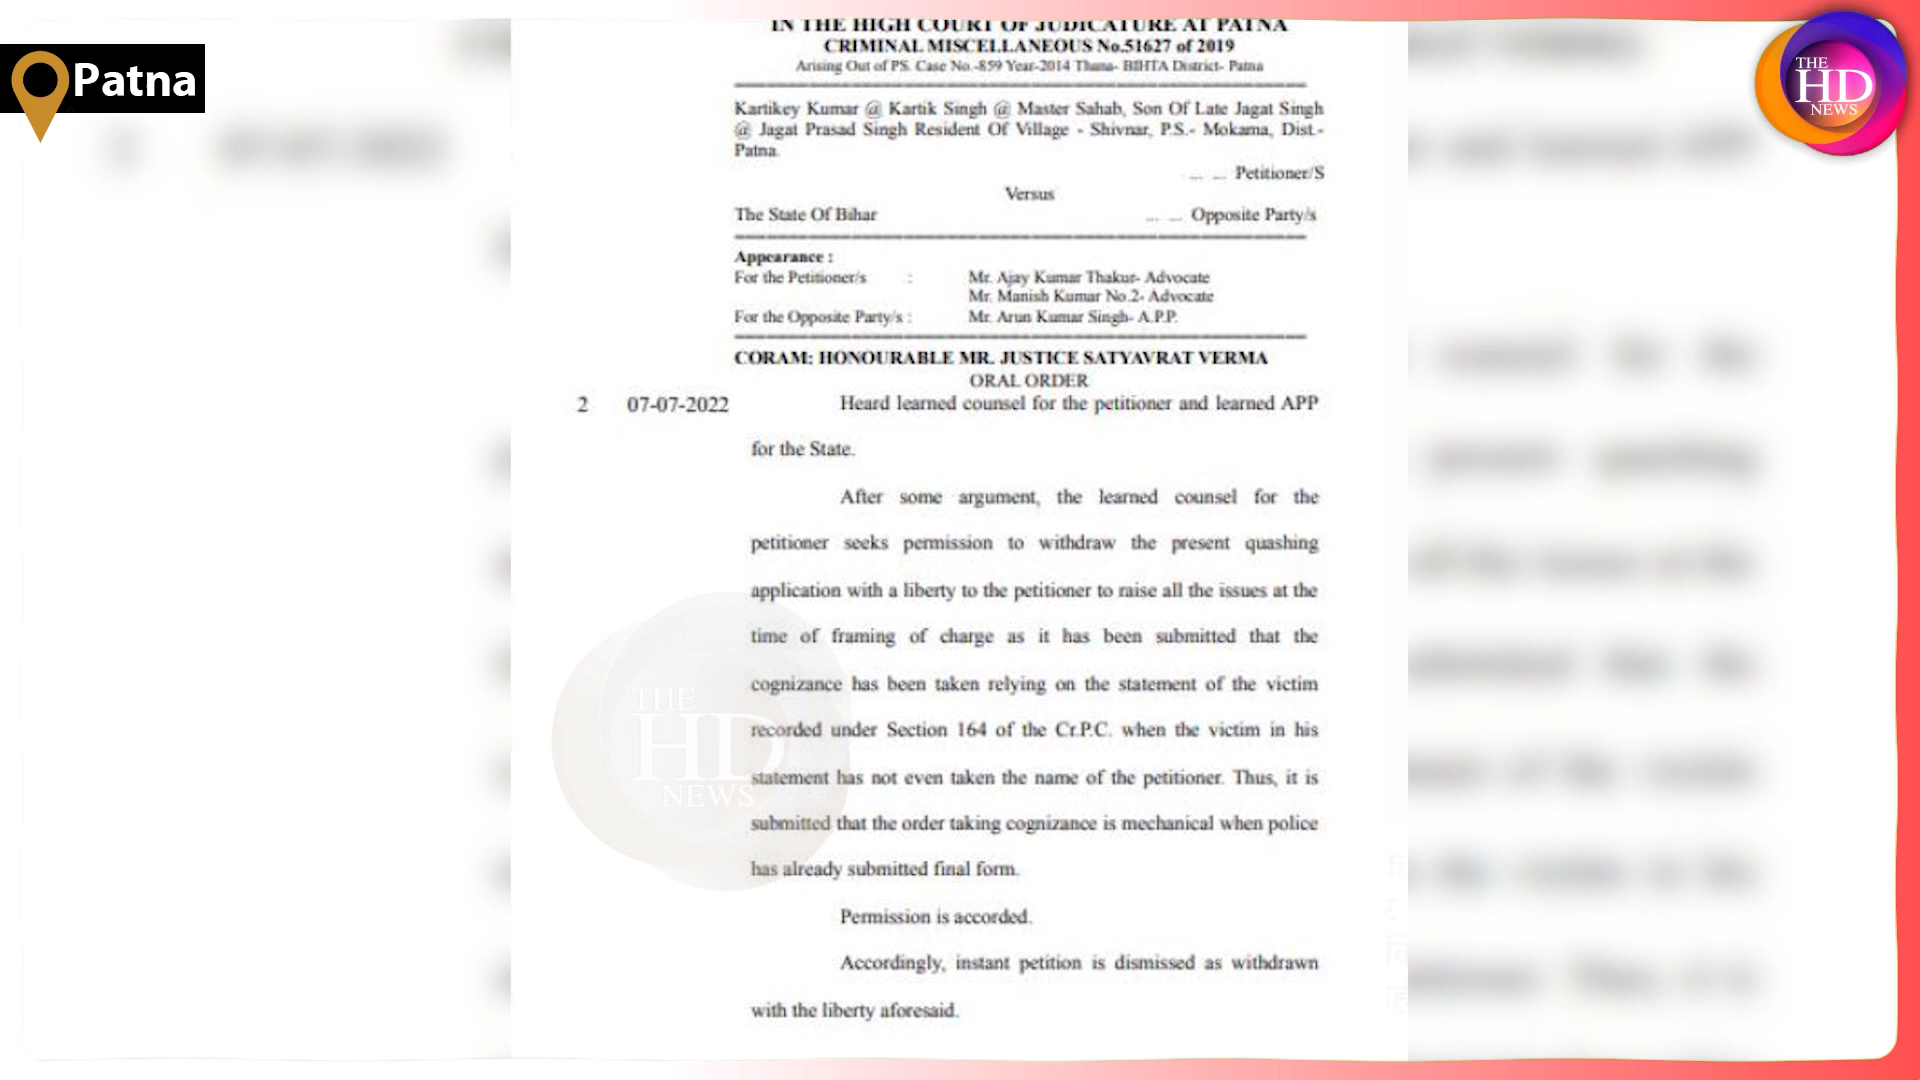 Patna
THE
HD
NEWS
IN THE HIGH COURT OF JUDICATURE AT PATNA
CRIMINAL MISCELLANEOUS No.51627 of 2019
Arising Out of PS. Case No.-859 Year-2014 Thana- BIHTA District- Patna
Kartikey Kumar @ Kartik Singh @ Master Sahab, Son Of Late Jagat Singh
@ Jagat Prasad Singh Resident Of Village - Shivnar, P.S.- Mokama, Dist.-
Patna.
... ... Petitioner/S
Versus
The State Of Bihar ... ... Opposite Party/s
Appearance :
For the Petitioner/s : Mr. Ajay Kumar Thakur- Advocate
Mr. Manish Kumar No.2- Advocate
For the Opposite Party/s : Mr. Arun Kumar Singh- A.P.P.
CORAM: HONOURABLE MR. JUSTICE SATYAVRAT VERMA
ORAL ORDER
2 07-07-2022 Heard learned counsel for the petitioner and learned APP
for the State.
After some argument, the learned counsel for the
petitioner seeks permission to withdraw the present quashing
application with a liberty to the petitioner to raise all the issues at the
time of framing of charge as it has been submitted that the
cognizance has been taken relying on the statement of the victim
recorded under Section 164 of the Cr.P.C. when the victim in his
statement has not even taken the name of the petitioner. Thus, it is
submitted that the order taking cognizance is mechanical when police
has already submitted final form.
Permission is accorded.
Accordingly, instant petition is dismissed as withdrawn
with the liberty aforesaid.
THE
HD
NEWS